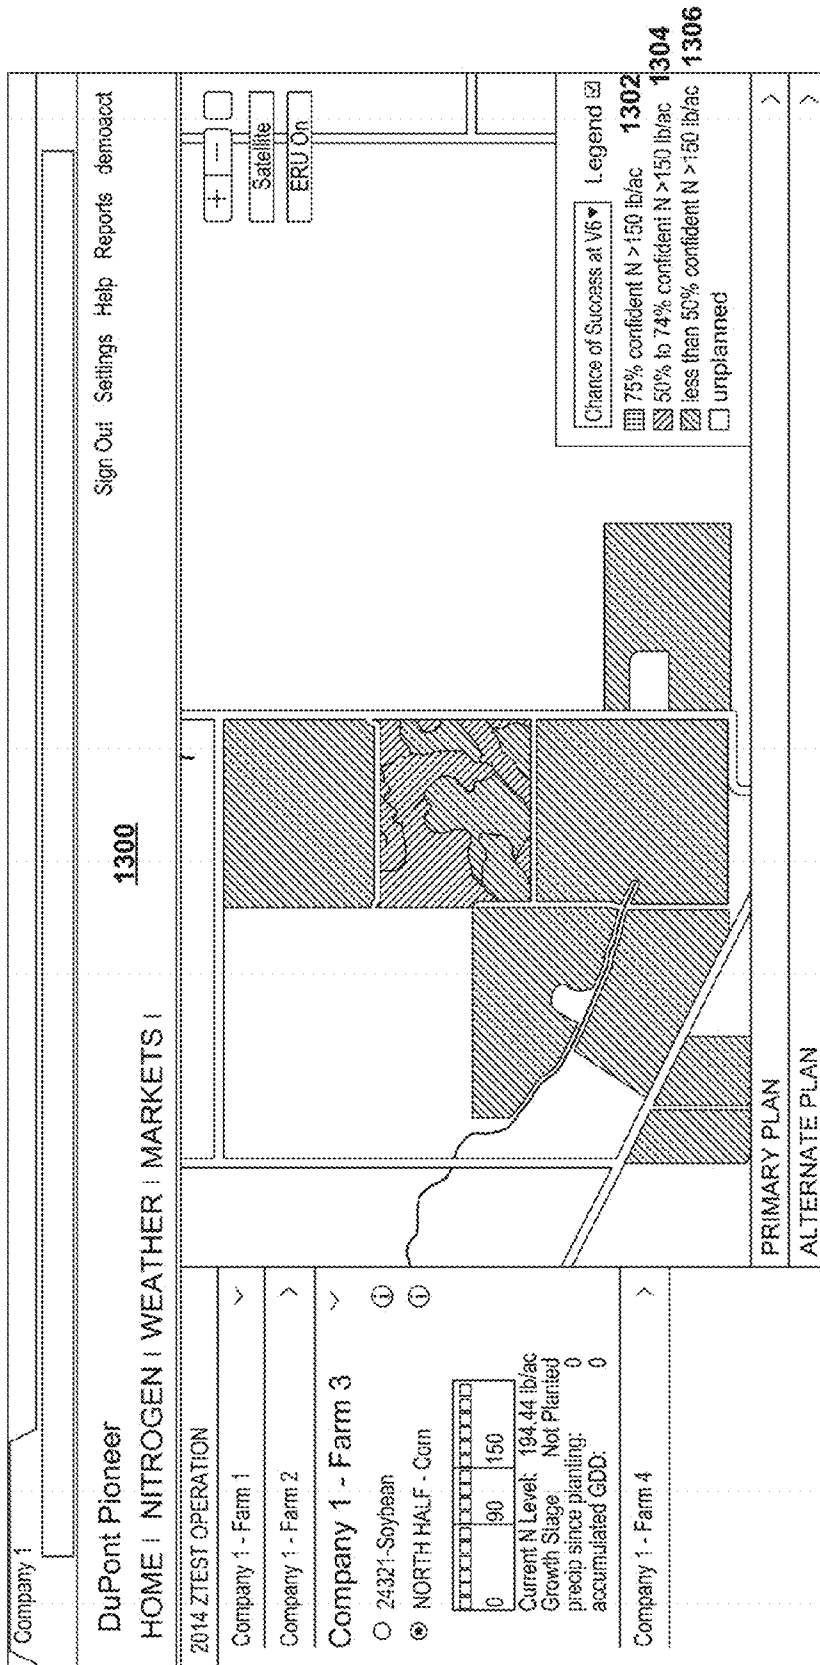 Company 1
DuPont Pioneer
Sign Out Settings Help Reports demoacct
HOME | NITROGEN | WEATHER | MARKETS |
1300
2014 ZTEST OPERATION
Company 1 - Farm 1
Company 1 - Farm 2
Company 1 - Farm 3
24321-Soybean
NORTH HALF - Corn
0 90 150
Current N Level: 194.44 lb/ac
Growth Stage: Not Planted
precip since planting: 0
accumulated GDD: 0
Company 1 - Farm 4
+ −
Satellite
ERU On
Chance of Success at V6 Legend
75% confident N >150 lb/ac 1302
50% to 74% confident N >150 lb/ac 1304
less than 50% confident N >150 lb/ac 1306
unplanned
PRIMARY PLAN
ALTERNATE PLAN